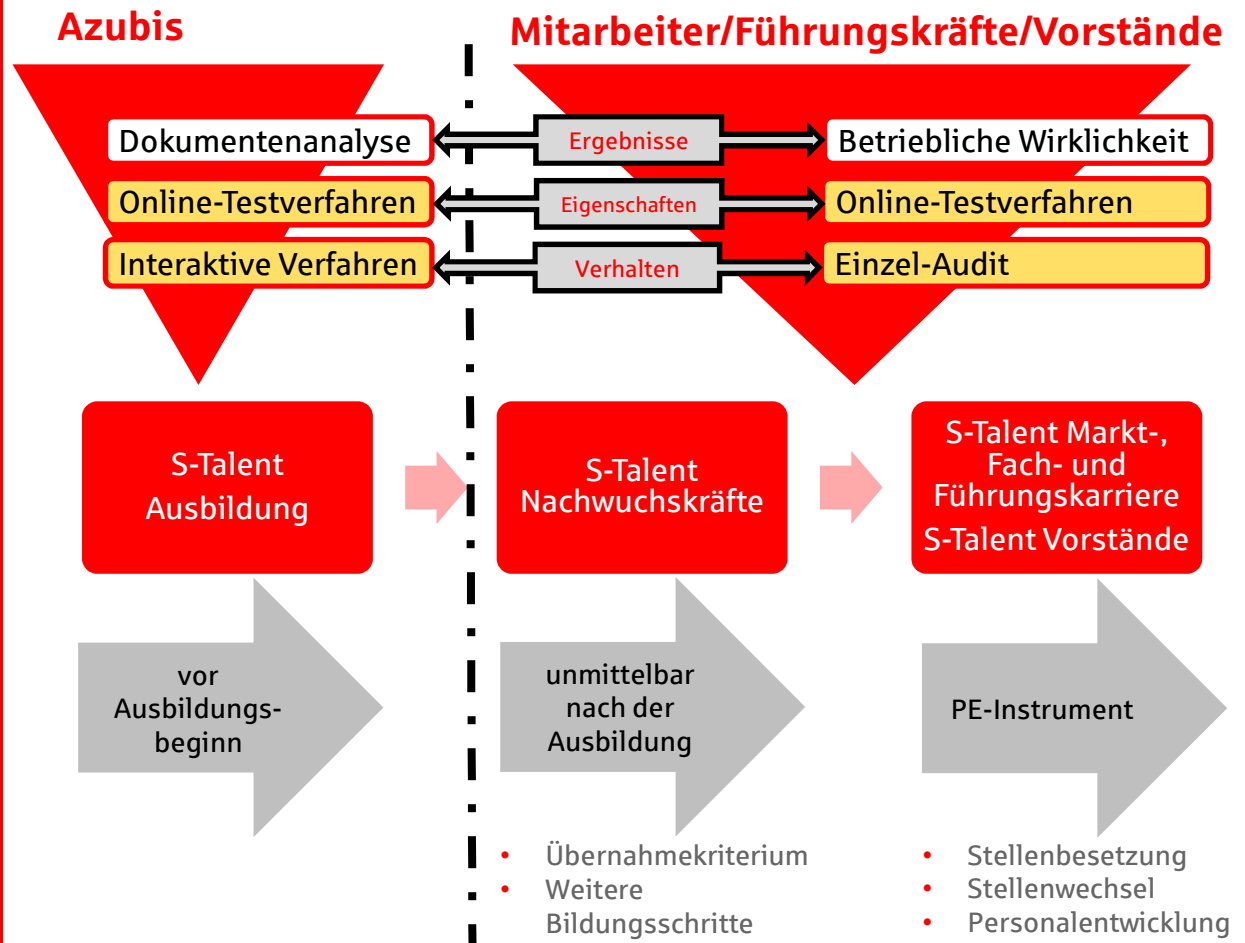 Azubis
Mitarbeiter/Führungskräfte/Vorstände
Dokumentenanalyse
Ergebnisse
Betriebliche Wirklichkeit
Online-Testverfahren
Eigenschaften
Online-Testverfahren
Interaktive Verfahren
Verhalten
Einzel-Audit
S-Talent
Ausbildung
S-Talent
Nachwuchskräfte
S-Talent Markt-,
Fach- und
Führungskarriere
S-Talent Vorstände
vor
Ausbildungs-
beginn
unmittelbar
nach der
Ausbildung
PE-Instrument
• Übernahmekriterium
• Weitere
Bildungsschritte
• Stellenbesetzung
• Stellenwechsel
• Personalentwicklung